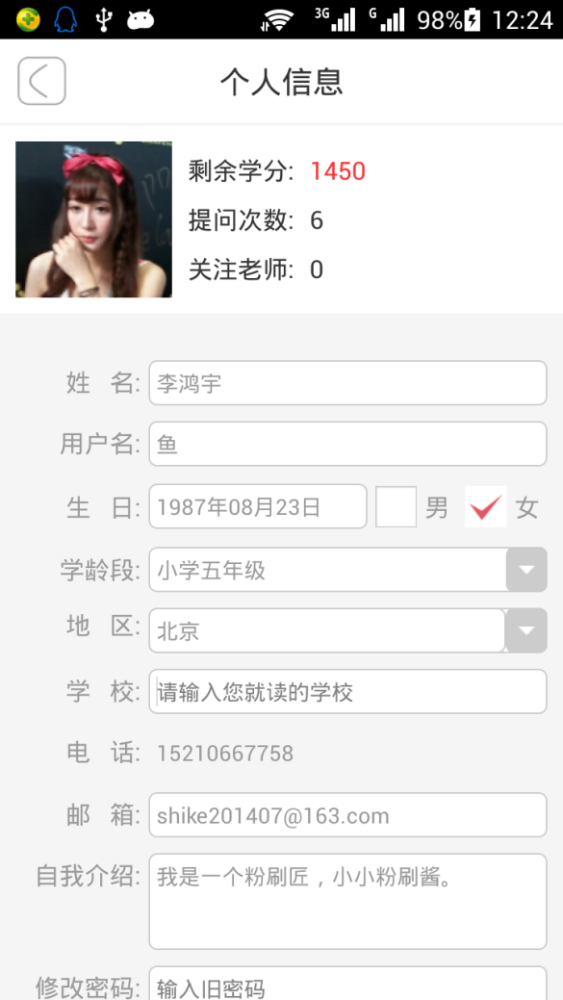 3G G 98% 12:24
个人信息
剩余学分: 1450
提问次数: 6
关注老师: 0
姓 名: 李鸿宇
用户名: 鱼
生 日: 1987年08月23日 男 女
学龄段: 小学五年级
地 区: 北京
学 校: 请输入您就读的学校
电 话: 15210667758
邮 箱: shike201407@163.com
自我介绍: 我是一个粉刷匠，小小粉刷酱。
修改密码: 输入旧密码